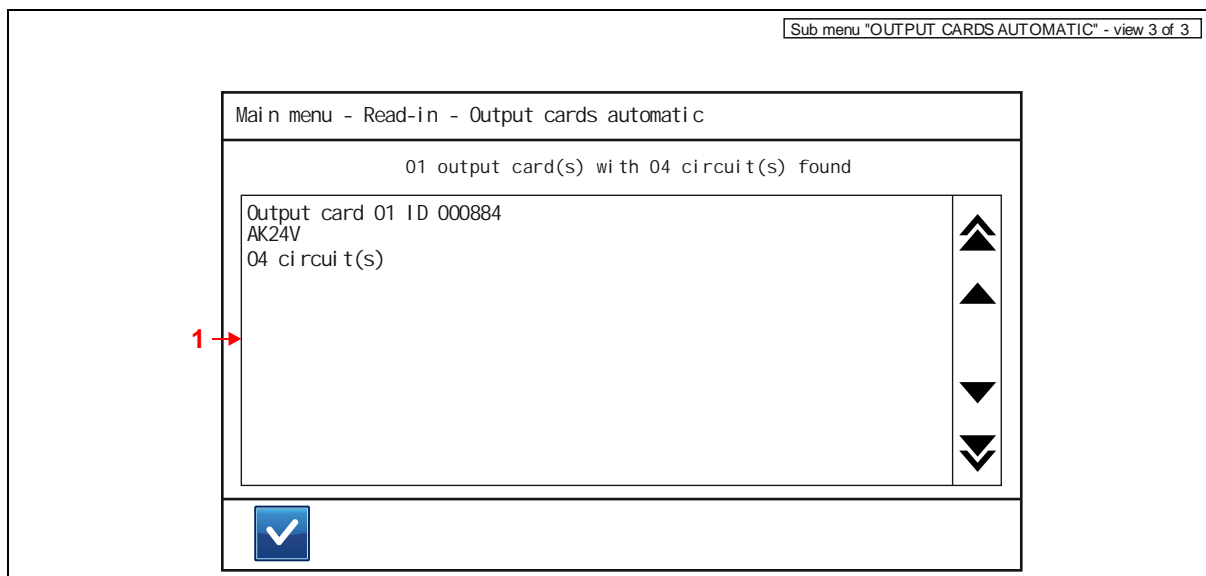 Sub menu "OUTPUT CARDS AUTOMATIC" - view 3 of 3
Main menu - Read-in - Output cards automatic
01 output card(s) with 04 circuit(s) found
Output card 01 ID 000884
AK24V
04 circuit(s)
1